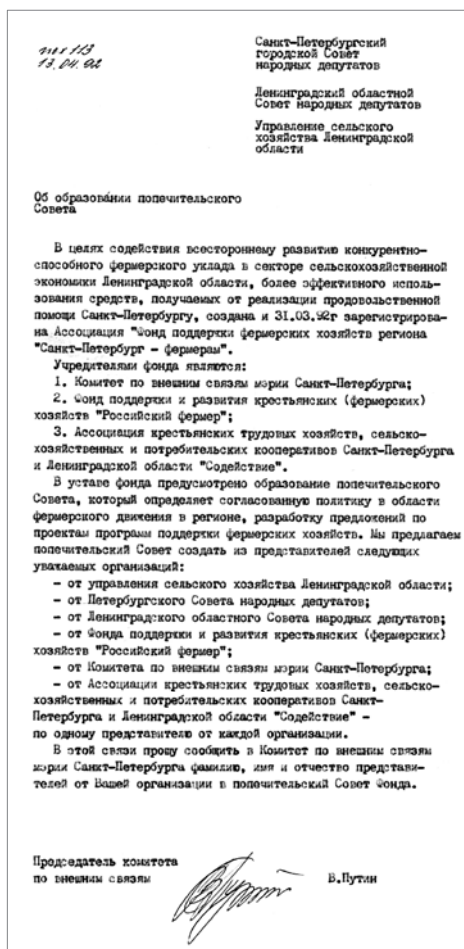 исх 113
13.04.92
Санкт-Петербургский
городской Совет
народных депутатов
Ленинградский областной
Совет народных депутатов
Управление сельского
хозяйства Ленинградской
области
Об образовании попечительского
Совета
В целях содействия всестороннему развитию конкурентно-
способного фермерского уклада в секторе сельскохозяйственной
экономики Ленинградской области, более эффективного исполь-
зования средств, получаемых от реализации продовольственной
помощи Санкт-Петербургу, создана и 31.03.92г зарегистрирова-
на Ассоциация "Фонд поддержки фермерских хозяйств региона
"Санкт-Петербург - фермерам".
Учредителями фонда являются:
1. Комитет по внешним связям мэрии Санкт-Петербурга;
2. Фонд поддержки и развития крестьянских (фермерских)
хозяйств "Российский фермер";
3. Ассоциация крестьянских трудовых хозяйств, сельско-
хозяйственных и потребительских кооперативов Санкт-Петербурга
и Ленинградской области "Содействие".
В уставе фонда предусмотрено образование попечительского
Совета, который определяет согласованную политику в области
фермерского движения в регионе, разработку предложений по
проектам программ поддержки фермерских хозяйств. Мы предлагаем
попечительский Совет создать из представителей следующих
уважаемых организаций:
- от управления сельского хозяйства Ленинградской области;
- от Петербургского Совета народных депутатов;
- от Ленинградского областного Совета народных депутатов;
- от Фонда поддержки и развития крестьянских (фермерских)
хозяйств "Российский фермер";
- от Комитета по внешним связям мэрии Санкт-Петербурга;
- от Ассоциации крестьянских трудовых хозяйств, сельско-
хозяйственных и потребительских кооперативов Санкт-
Петербурга и Ленинградской области "Содействие" -
по одному представителю от каждой организации.
В этой связи прошу сообщить в Комитет по внешним связям
мэрии Санкт-Петербурга фамилию, имя и отчество представи-
телей от Вашей организации в попечительский Совет Фонда.
Председатель комитета
по внешним связям
В.Путин